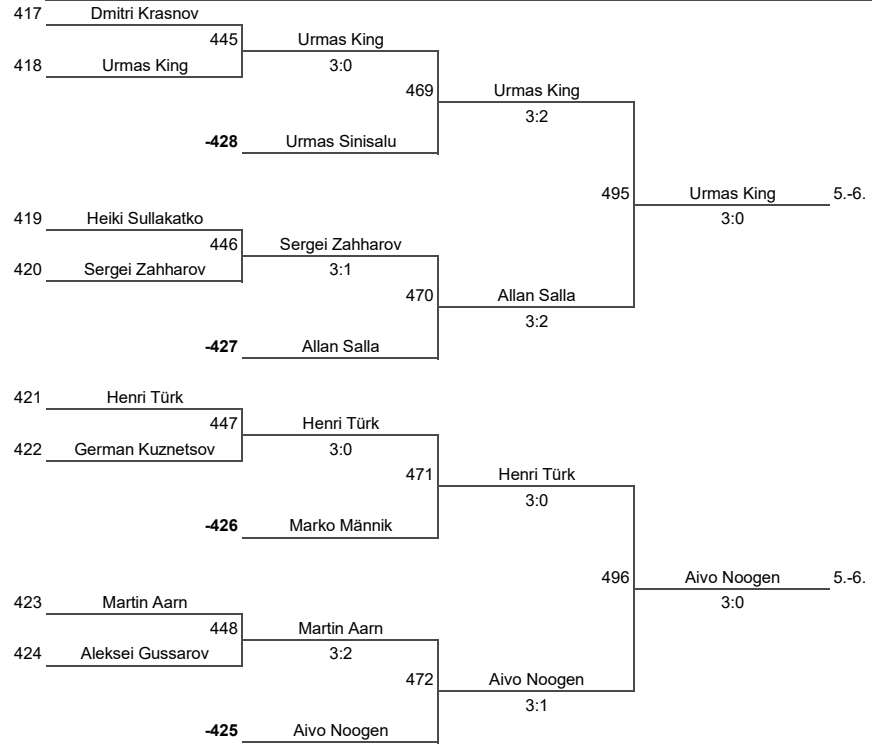 417 Dmitri Krasnov
445 Urmas King
418 Urmas King 3:0
469 Urmas King
3:2
-428 Urmas Sinisalu
495 Urmas King 5.-6.
3:0
419 Heiki Sullakatko
446 Sergei Zahharov
420 Sergei Zahharov 3:1
470 Allan Salla
3:2
-427 Allan Salla
421 Henri Türk
447 Henri Türk
422 German Kuznetsov 3:0
471 Henri Türk
3:0
-426 Marko Männik
496 Aivo Noogen 5.-6.
3:0
423 Martin Aarn
448 Martin Aarn
424 Aleksei Gussarov 3:2
472 Aivo Noogen
3:1
-425 Aivo Noogen